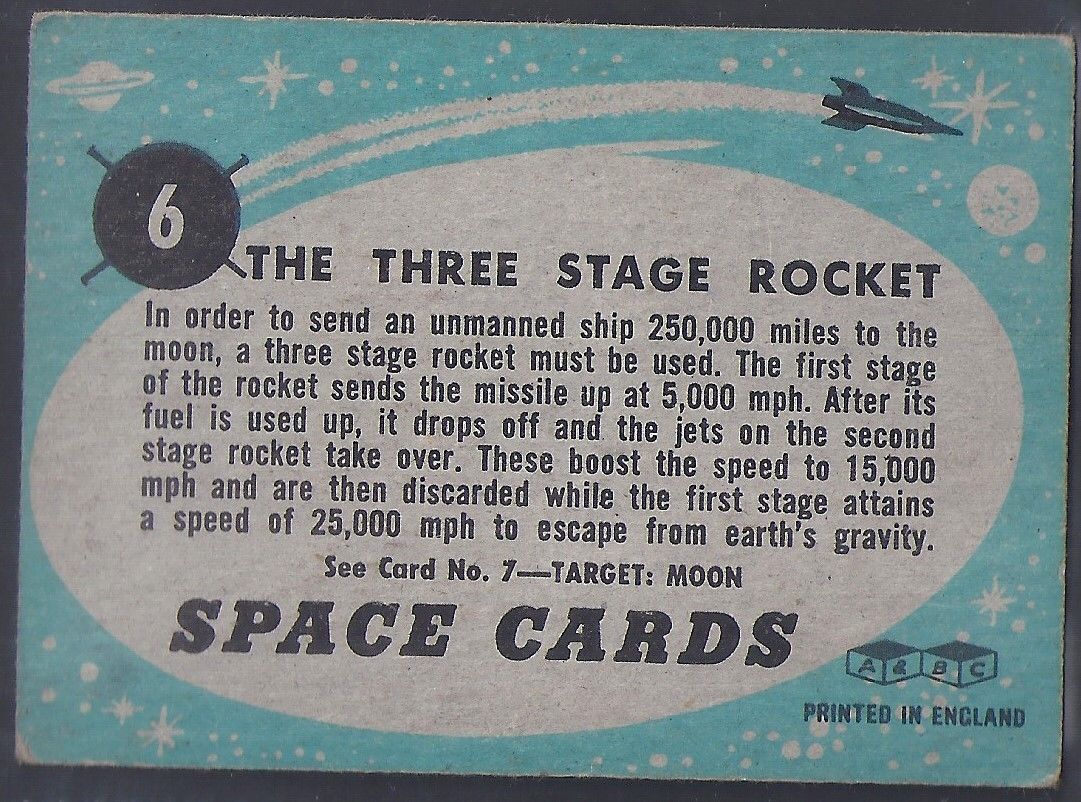 6
THE THREE STAGE ROCKET
In order to send an unmanned ship 250,000 miles to the
moon, a three stage rocket must be used. The first stage
of the rocket sends the missile up at 5,000 mph. After its
fuel is used up, it drops off and the jets on the second
stage rocket take over. These boost the speed to 15,000
mph and are then discarded while the first stage attains
a speed of 25,000 mph to escape from earth's gravity.
See Card No. 7—TARGET: MOON
SPACE CARDS
A & B C
PRINTED IN ENGLAND